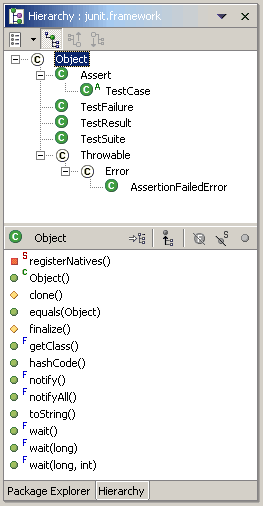 Hierarchy : junit.framework
C Object
C Assert
C A TestCase
C TestFailure
C TestResult
C TestSuite
C Throwable
C Error
C AssertionFailedError
C Object
S registerNatives()
C Object()
clone()
equals(Object)
finalize()
F getClass()
hashCode()
F notify()
F notifyAll()
toString()
F wait()
F wait(long)
F wait(long, int)
Package Explorer Hierarchy